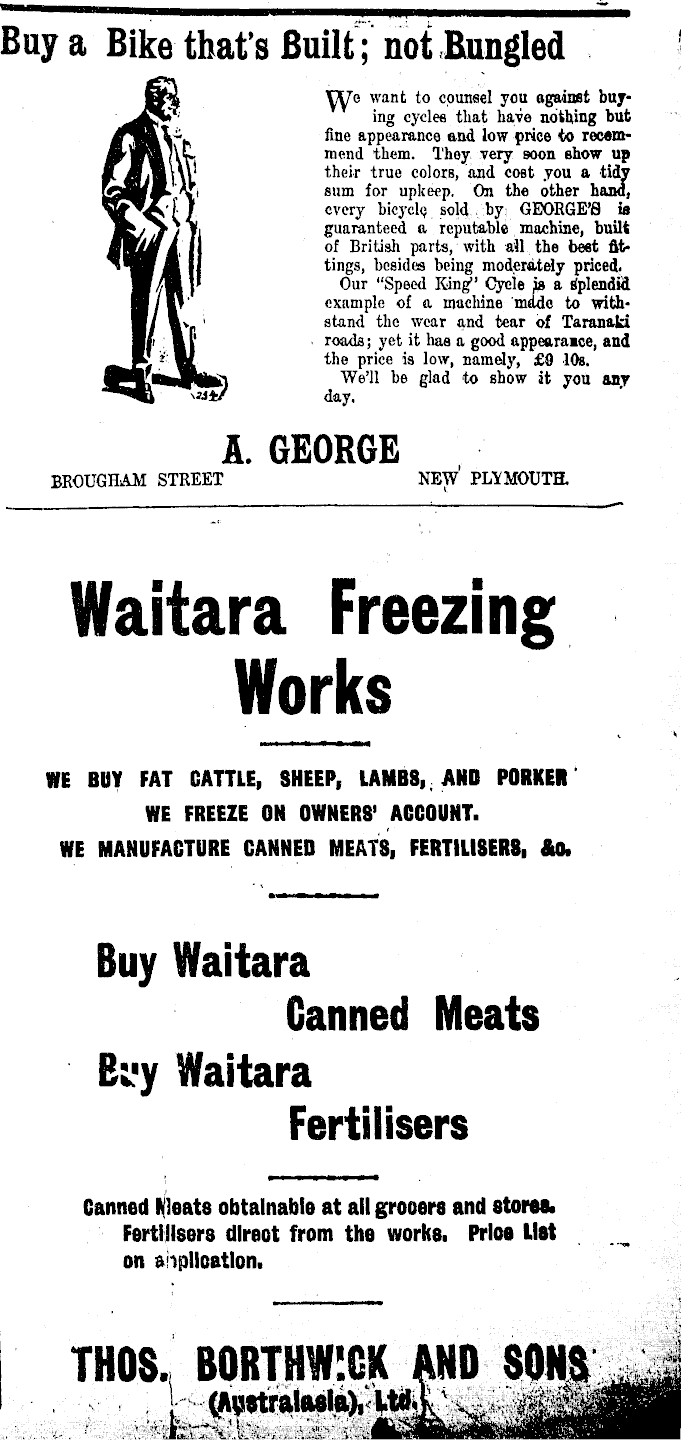 Buy a Bike that's Built; not Bungled
We want to counsel you against buy-
ing cycles that have nothing but
fine appearance and low price to recom-
mend them. They very soon show up
their true colors, and cost you a tidy
sum for upkeep. On the other hand,
every bicycle sold by GEORGE'S is
guaranteed a reputable machine, built
of British parts, with all the best fit-
tings, besides being moderately priced.
Our "Speed King" Cycle is a splendid
example of a machine made to with-
stand the wear and tear of Taranaki
roads; yet it has a good appearance, and
the price is low, namely, £9 10s.
We'll be glad to show it you any
day.
234
A. GEORGE
BROUGHAM STREET NEW PLYMOUTH.
Waitara Freezing
Works
WE BUY FAT CATTLE, SHEEP, LAMBS, AND PORKER
WE FREEZE ON OWNERS' ACCOUNT.
WE MANUFACTURE CANNED MEATS, FERTILISERS, &c.
Buy Waitara
Canned Meats
Buy Waitara
Fertilisers
Canned Meats obtainable at all grocers and stores.
Fertilisers direct from the works. Price List
on application.
THOS. BORTHWICK AND SONS
(Australasia), Ltd.